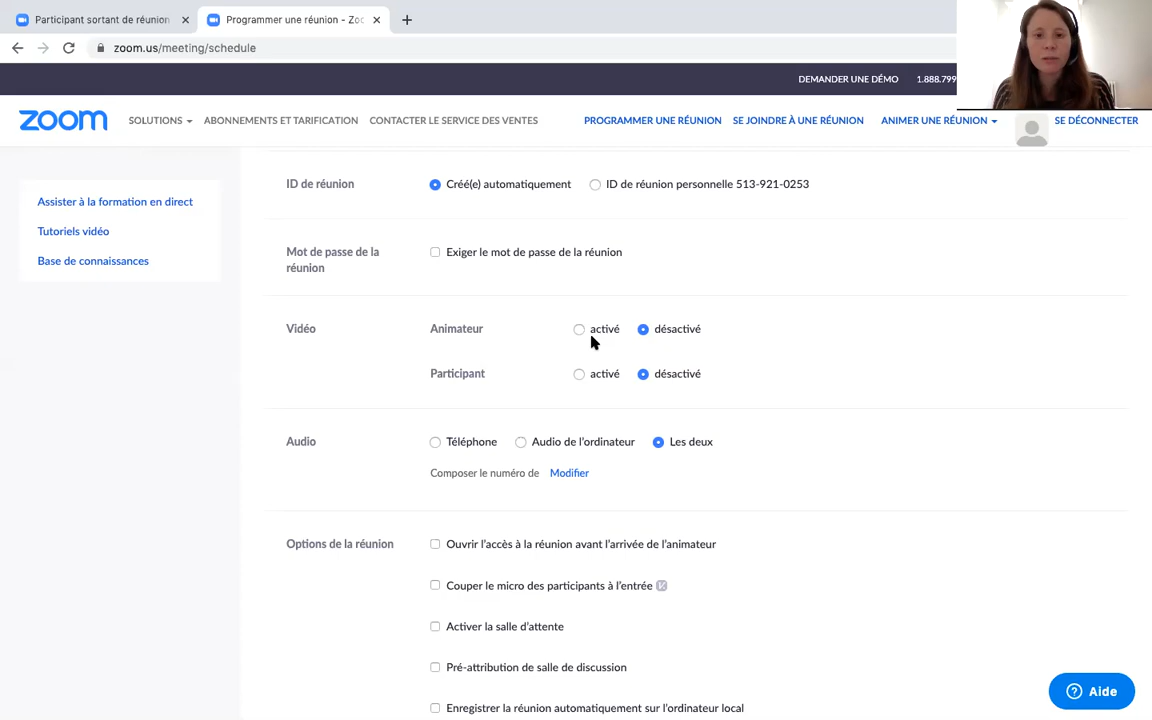 Participant sortant de réunion
Programmer une réunion - Zoo
zoom.us/meeting/schedule
DEMANDER UNE DÉMO 1.888.799
zoom
SOLUTIONS ABONNEMENTS ET TARIFICATION CONTACTER LE SERVICE DES VENTES PROGRAMMER UNE RÉUNION SE JOINDRE À UNE RÉUNION ANIMER UNE RÉUNION SE DÉCONNECTER
Assister à la formation en direct
Tutoriels vidéo
Base de connaissances
ID de réunion Créé(e) automatiquement ID de réunion personnelle 513-921-0253
Mot de passe de la réunion Exiger le mot de passe de la réunion
Vidéo Animateur activé désactivé
Participant activé désactivé
Audio Téléphone Audio de l'ordinateur Les deux
Composer le numéro de Modifier
Options de la réunion Ouvrir l'accès à la réunion avant l'arrivée de l'animateur
Couper le micro des participants à l'entrée
Activer la salle d'attente
Pré-attribution de salle de discussion
Enregistrer la réunion automatiquement sur l'ordinateur local
Aide